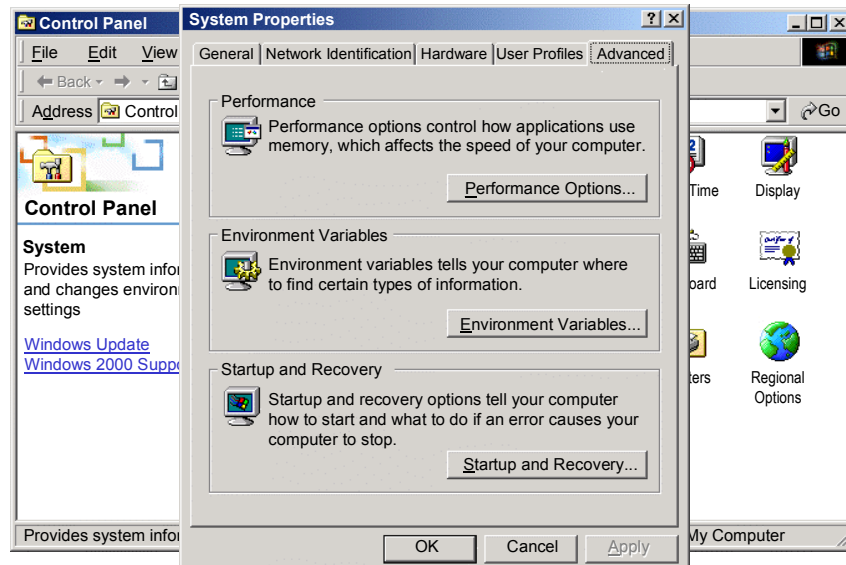 Control Panel
File Edit View
Back
Address Control
Go
Control Panel
System
Provides system infor
and changes environ
settings
Windows Update
Windows 2000 Suppo
Provides system infor
System Properties
General Network Identification Hardware User Profiles Advanced
Performance
Performance options control how applications use
memory, which affects the speed of your computer.
Performance Options...
Environment Variables
Environment variables tells your computer where
to find certain types of information.
Environment Variables...
Startup and Recovery
Startup and recovery options tell your computer
how to start and what to do if an error causes your
computer to stop.
Startup and Recovery...
OK Cancel Apply
Time Display
oard Licensing
ters Regional
Options
My Computer